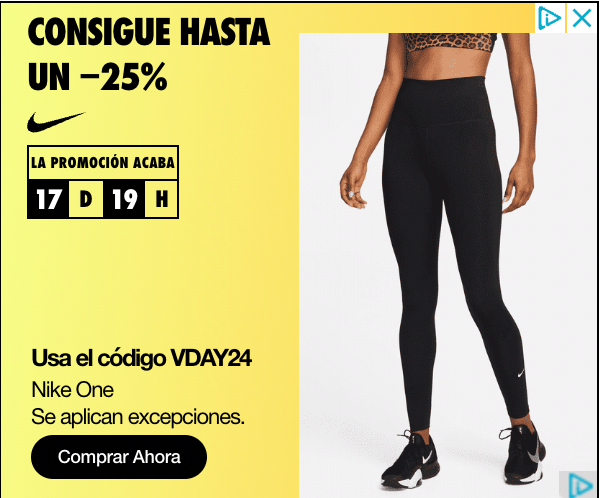 CONSIGUE HASTA
UN –25%
LA PROMOCIÓN ACABA
17 D 19 H
Usa el código VDAY24
Nike One
Se aplican excepciones.
Comprar Ahora